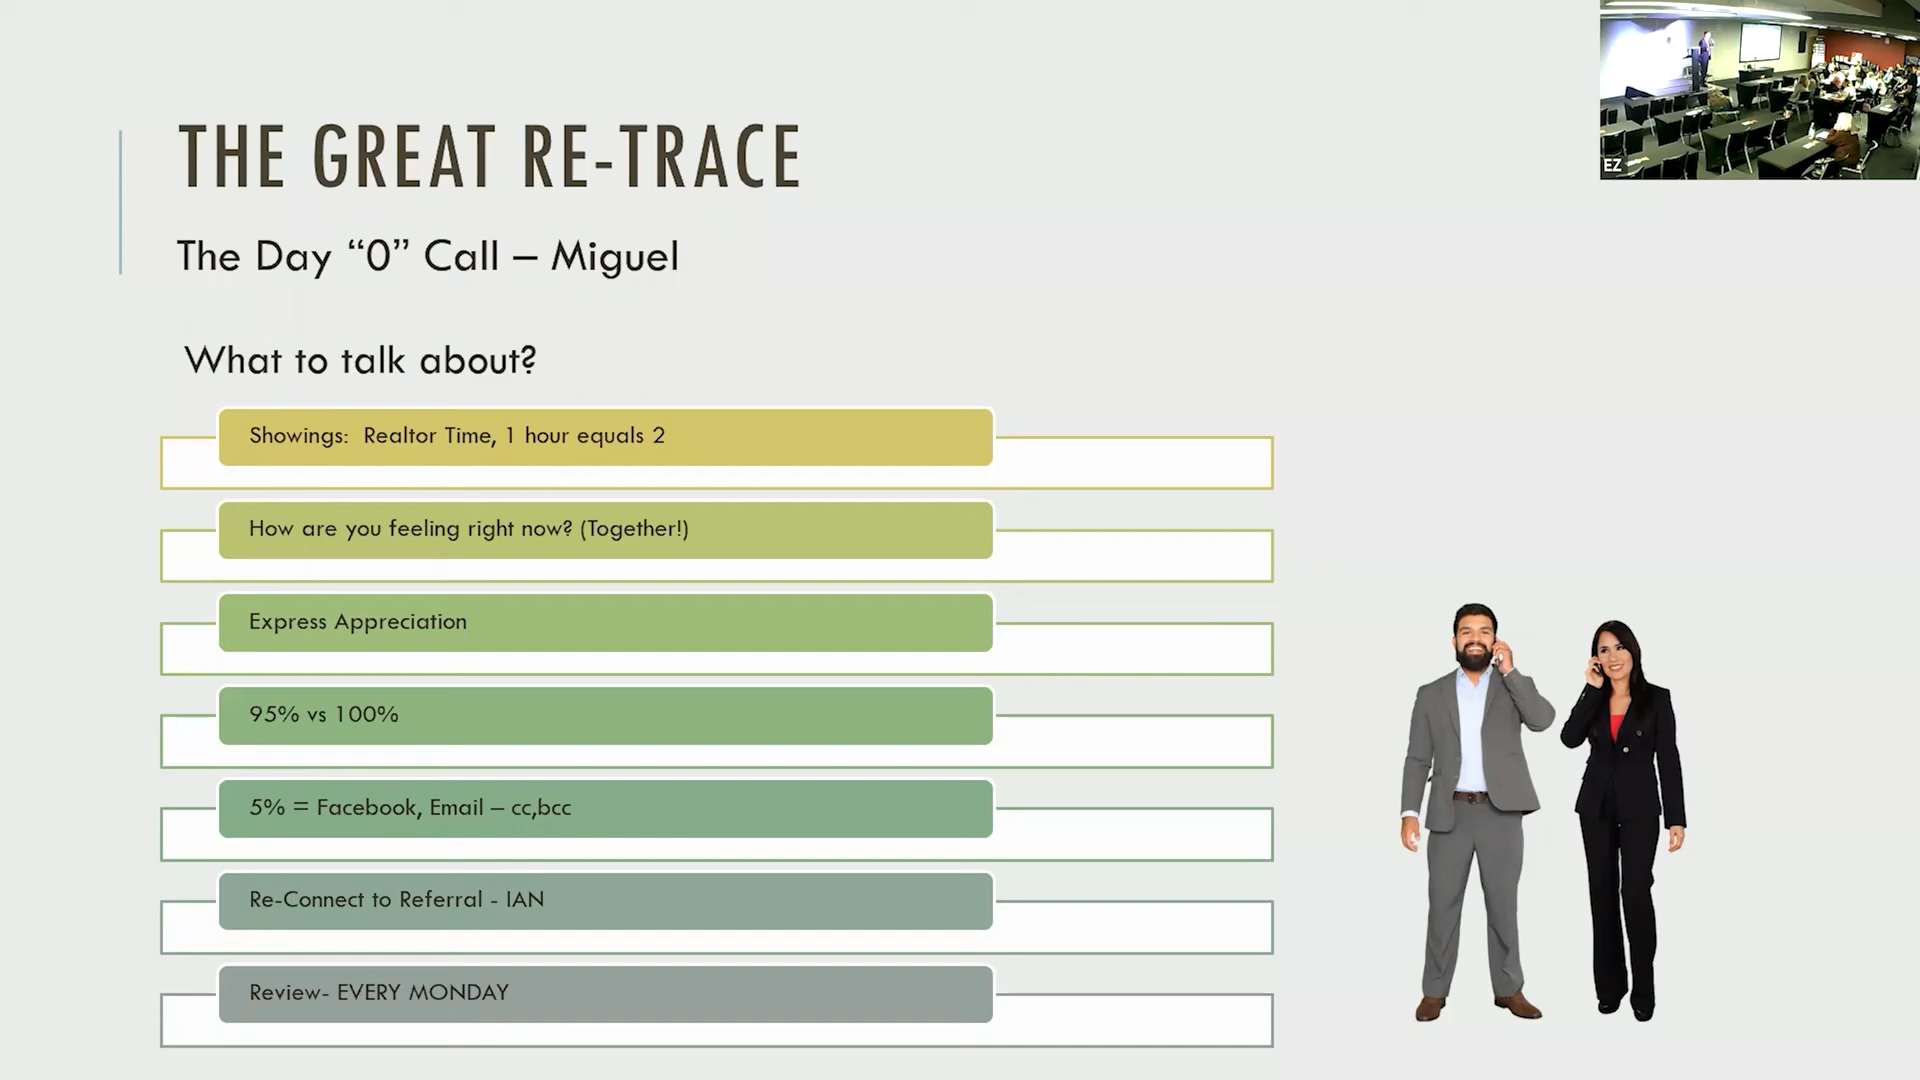 THE GREAT RE-TRACE
The Day “0” Call – Miguel
What to talk about?
Showings:  Realtor Time, 1 hour equals 2
How are you feeling right now? (Together!)
Express Appreciation
95% vs 100%
5% = Facebook, Email – cc,bcc
Re-Connect to Referral - IAN
Review- EVERY MONDAY
EZ